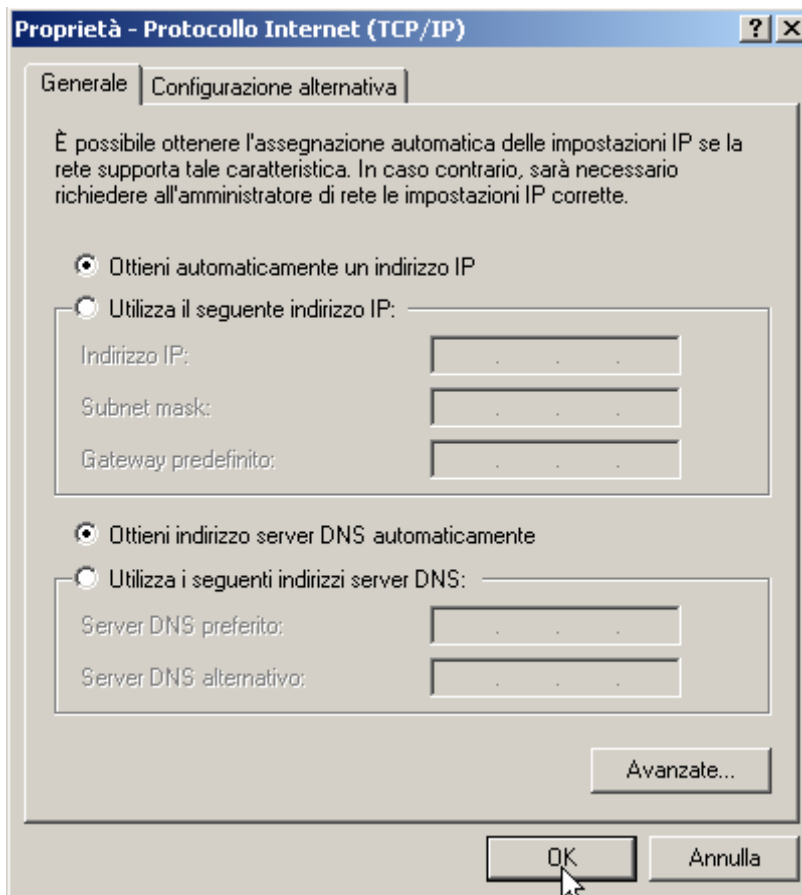 Proprietà - Protocollo Internet (TCP/IP)
Generale
Configurazione alternativa
È possibile ottenere l'assegnazione automatica delle impostazioni IP se la
rete supporta tale caratteristica. In caso contrario, sarà necessario
richiedere all'amministratore di rete le impostazioni IP corrette.
Ottieni automaticamente un indirizzo IP
Utilizza il seguente indirizzo IP:
Indirizzo IP:
Subnet mask:
Gateway predefinito:
Ottieni indirizzo server DNS automaticamente
Utilizza i seguenti indirizzi server DNS:
Server DNS preferito:
Server DNS alternativo:
Avanzate...
OK
Annulla